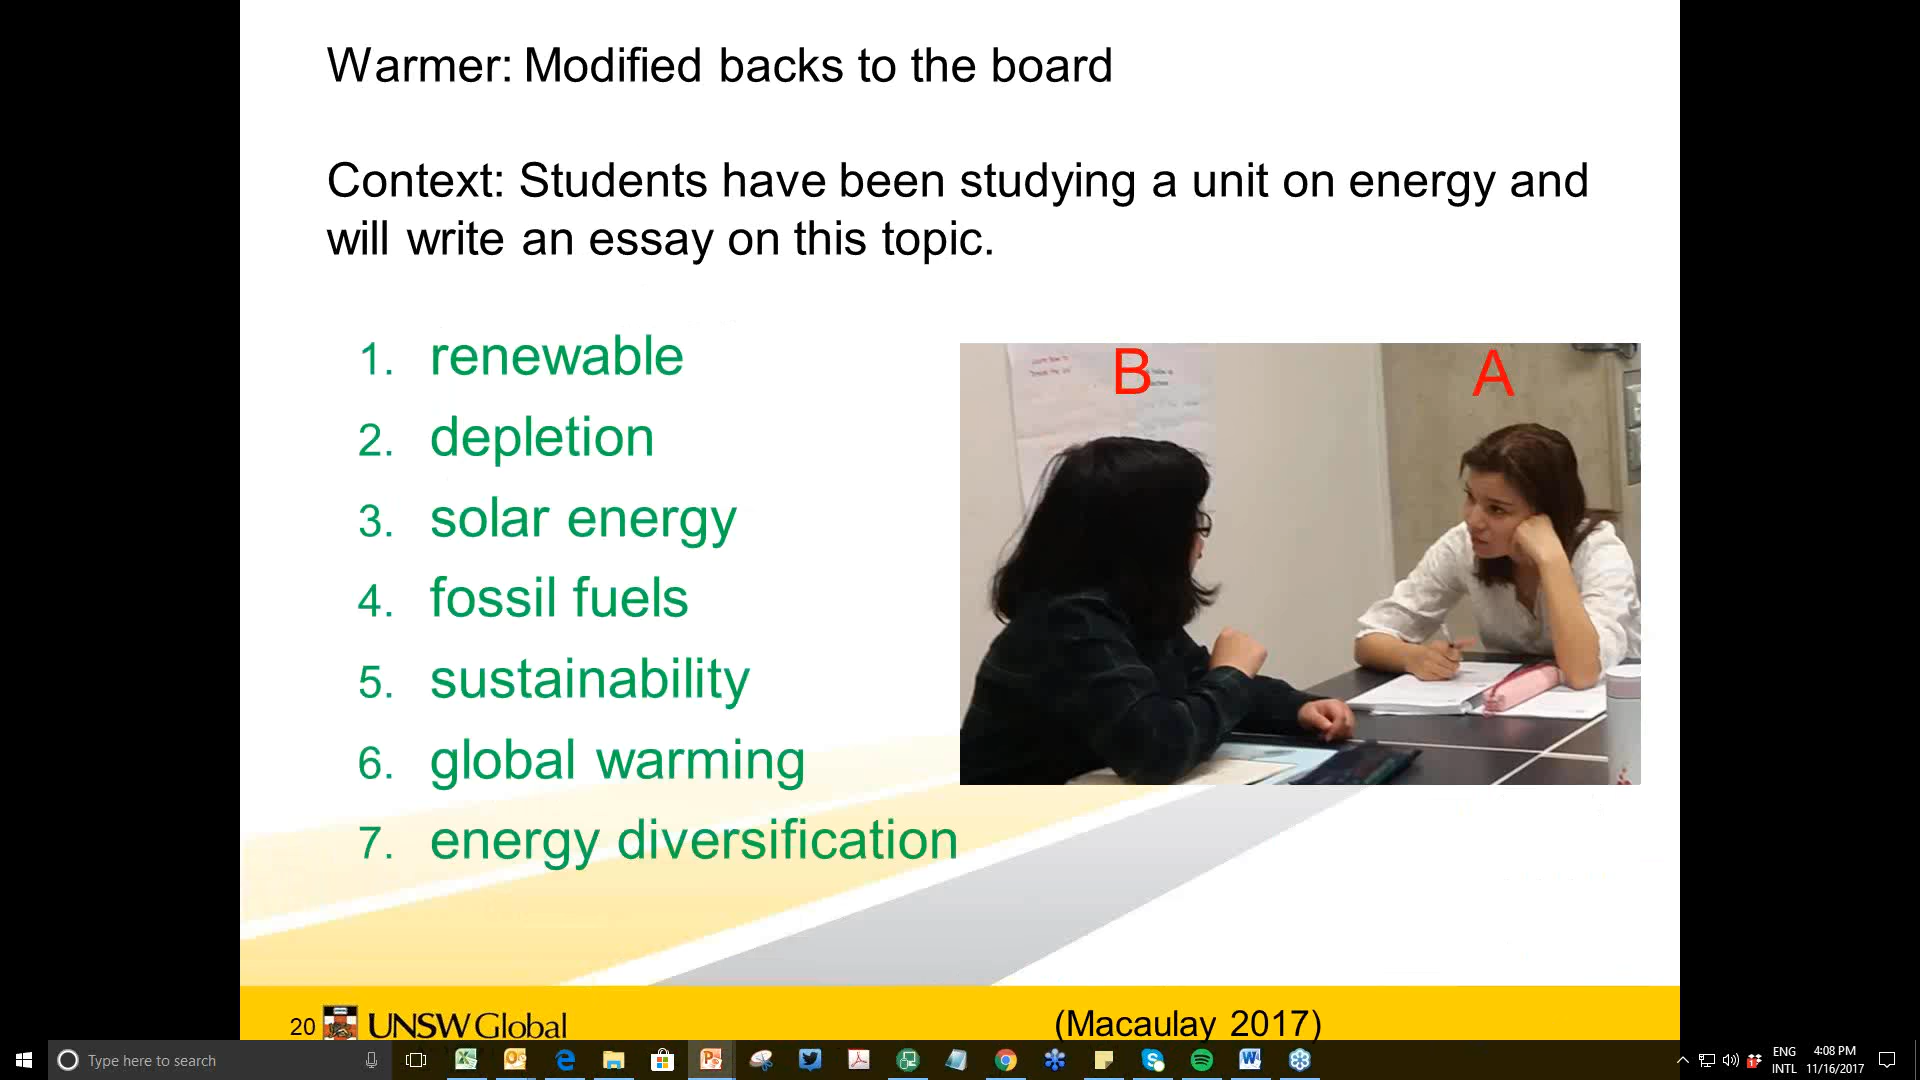 Warmer: Modified backs to the board
Context: Students have been studying a unit on energy and
will write an essay on this topic.
1. renewable
2. depletion
3. solar energy
4. fossil fuels
5. sustainability
6. global warming
7. energy diversification
B
A
20
UNSW Global
(Macaulay 2017)
Type here to search
ENG
INTL
4:08 PM
11/16/2017